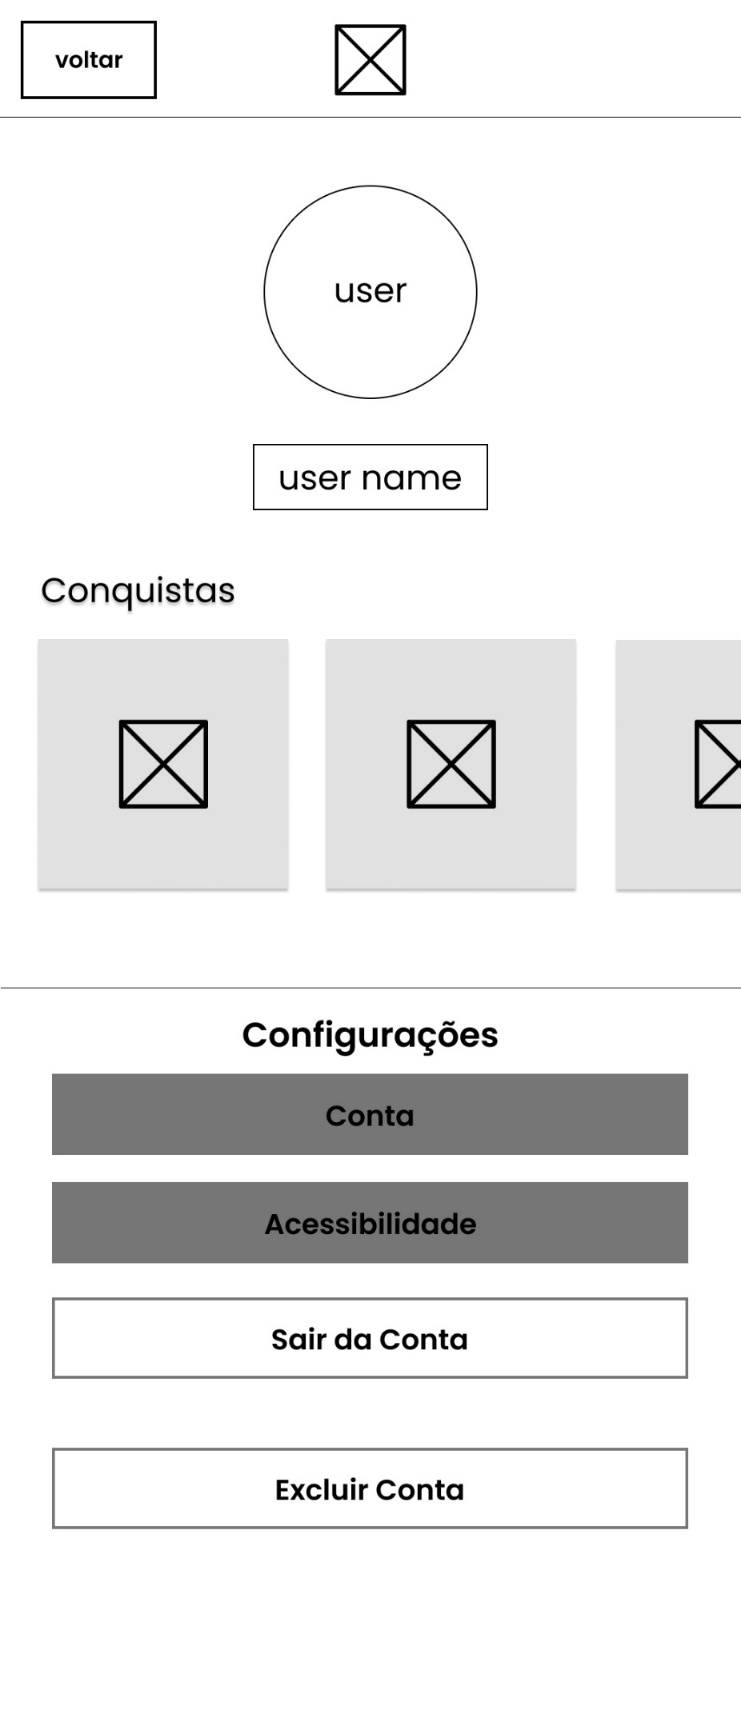 voltar
user
user name
Conquistas
Configurações
Conta
Acessibilidade
Sair da Conta
Excluir Conta